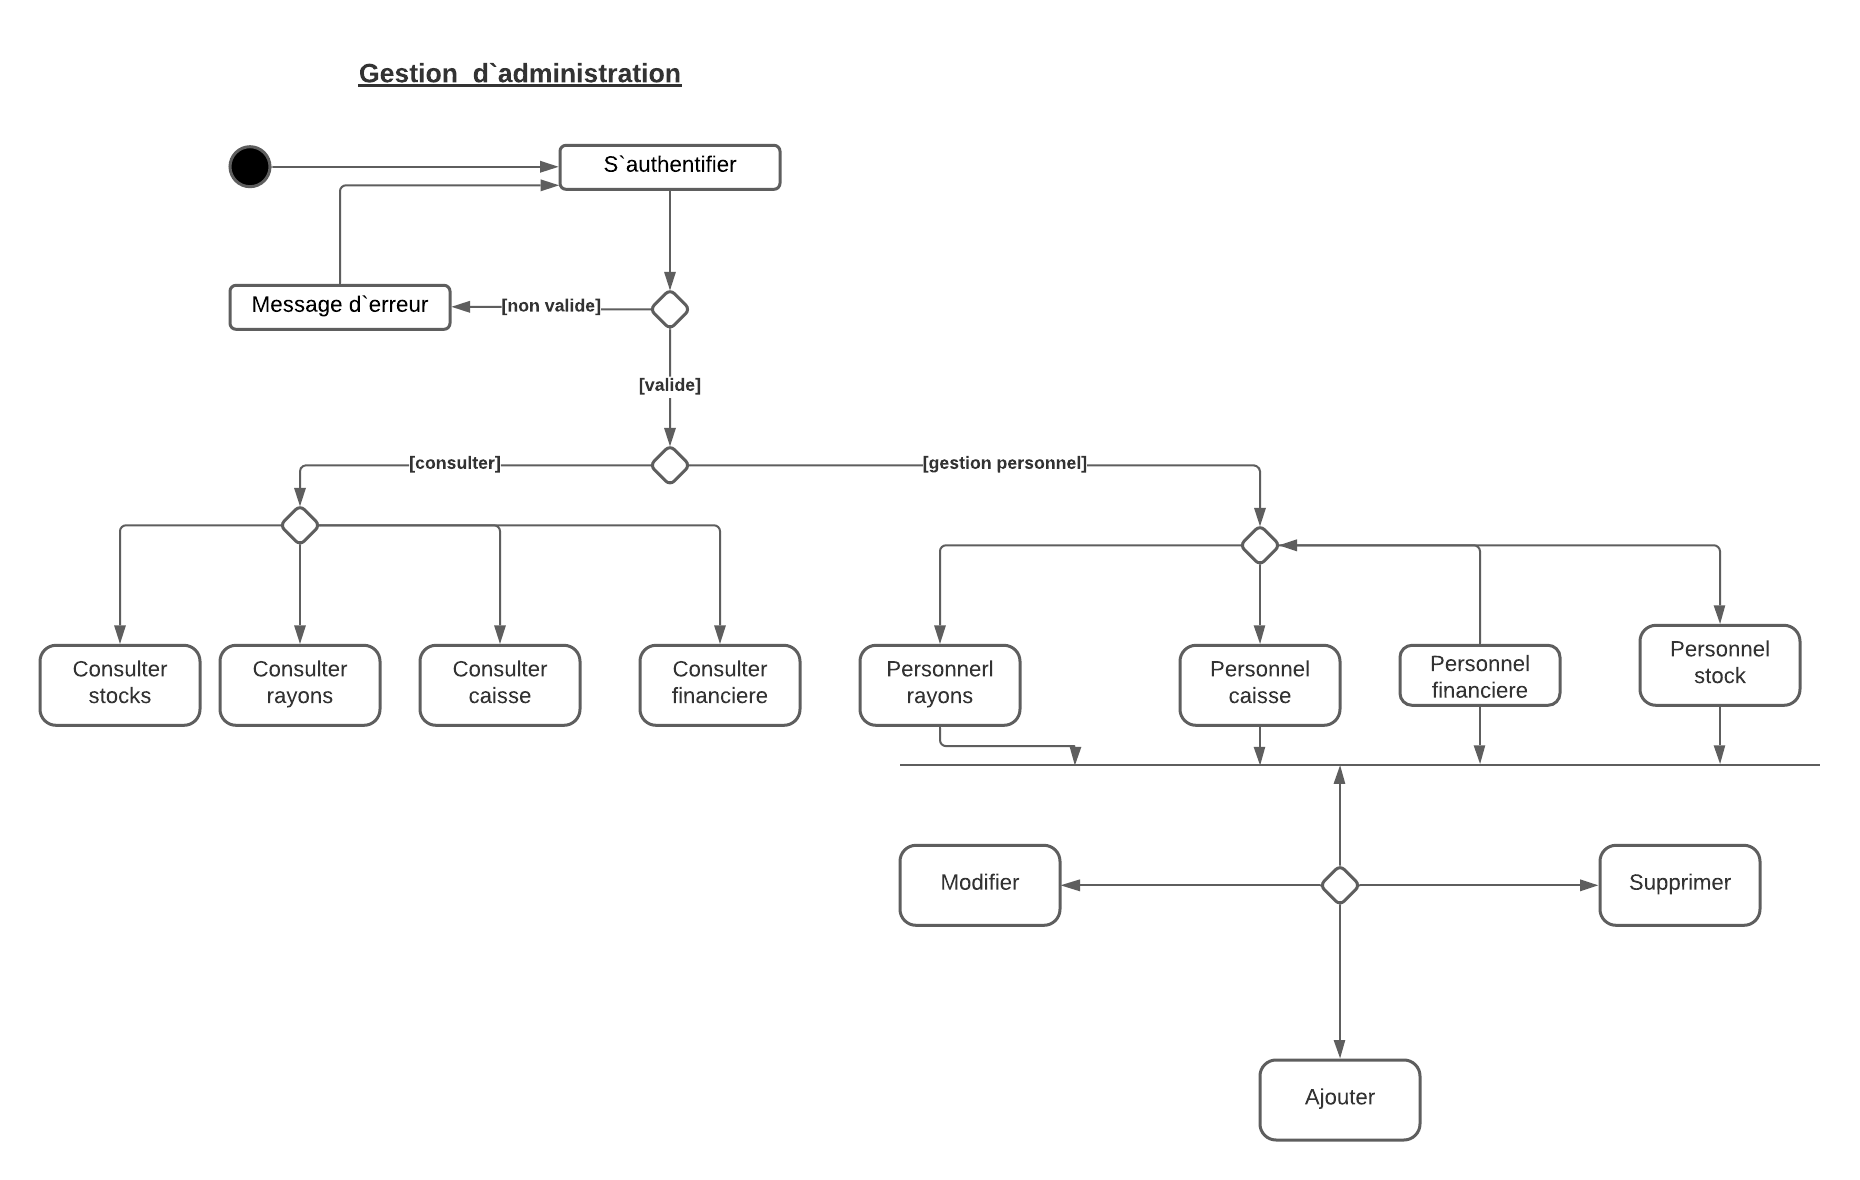 Gestion  d`administration
S`authentifier
Message d`erreur
[non valide]
[valide]
[consulter]
[gestion personnel]
Consulter
stocks
Consulter
rayons
Consulter
caisse
Consulter
financiere
Personnerl
rayons
Personnel
caisse
Personnel
financiere
Personnel
stock
Modifier
Supprimer
Ajouter